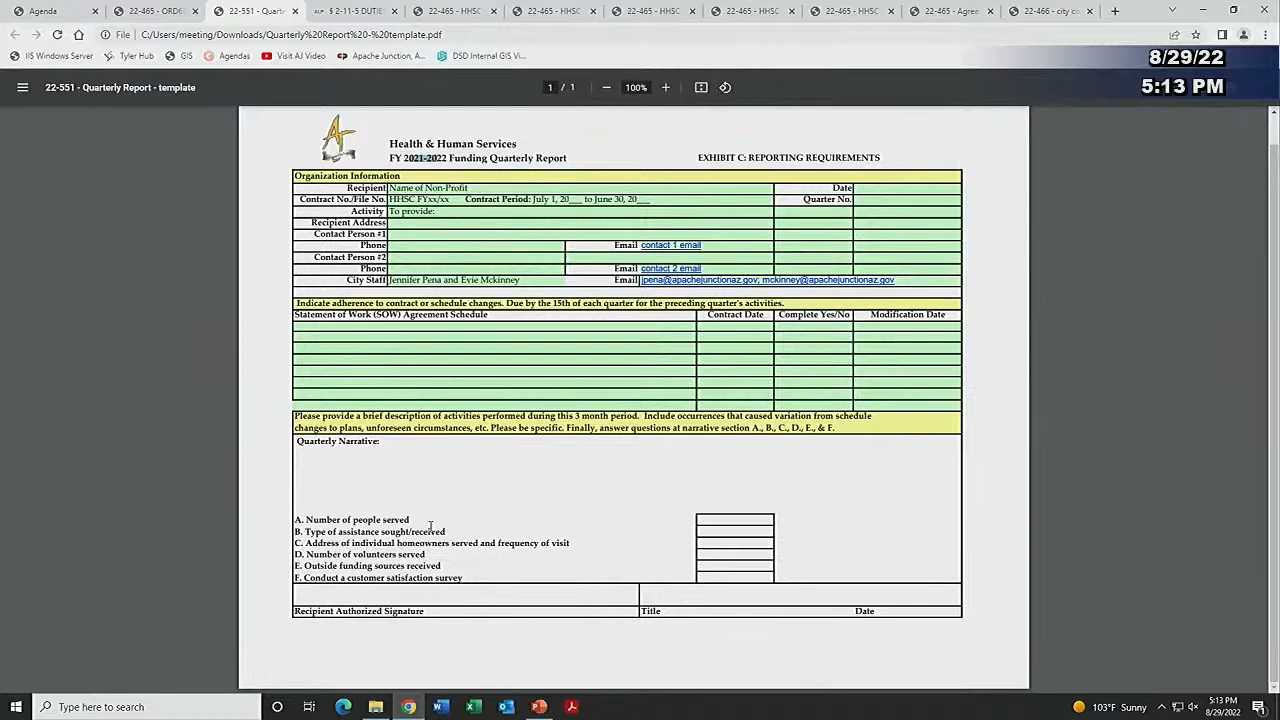 Agenda
22-465 - ORD
22-551 - Quarte
§ 2-11-5 DUTIE
22-465 - HHSC
22-465 - HHSC
22-465 - HHSC
22-465 - HHSC
22-465 - HHSC
22-465 - Agree
22-466 - city c
File C:/Users/meeting/Downloads/Quarterly%20Report%20-%20template.pdf
IIS Windows Server
Tyler Hub
GIS
Agendas
Visit AJ Video
Apache Junction, A...
DSD Internal GIS Vi...
8/29/22
5:13 PM
22-551 - Quarterly Report - template
1 / 1
100%
Health & Human Services
FY 2021-2022 Funding Quarterly Report
EXHIBIT C: REPORTING REQUIREMENTS
Organization Information
Recipient Name of Non-Profit Date
Contract No./File No. HHSC FYxx/xx Contract Period: July 1, 20___ to June 30, 20___ Quarter No.
Activity To provide:
Recipient Address
Contact Person #1
Phone Email contact 1 email
Contact Person #2
Phone Email contact 2 email
City Staff Jennifer Pena and Evie Mckinney Email jpena@apachejunctionaz.gov; mckinney@apachejunctionaz.gov
Indicate adherence to contract or schedule changes. Due by the 15th of each quarter for the preceding quarter's activities.
Statement of Work (SOW) Agreement Schedule Contract Date Complete Yes/No Modification Date
Please provide a brief description of activities performed during this 3 month period. Include occurrences that caused variation from schedule
changes to plans, unforeseen circumstances, etc. Please be specific. Finally, answer questions at narrative section A., B., C., D., E., & F.
Quarterly Narrative:
A. Number of people served
B. Type of assistance sought/received
C. Address of individual homeowners served and frequency of visit
D. Number of volunteers served
E. Outside funding sources received
F. Conduct a customer satisfaction survey
Recipient Authorized Signature Title Date
Type here to search
103°F Sunny
5:13 PM
8/29/2022